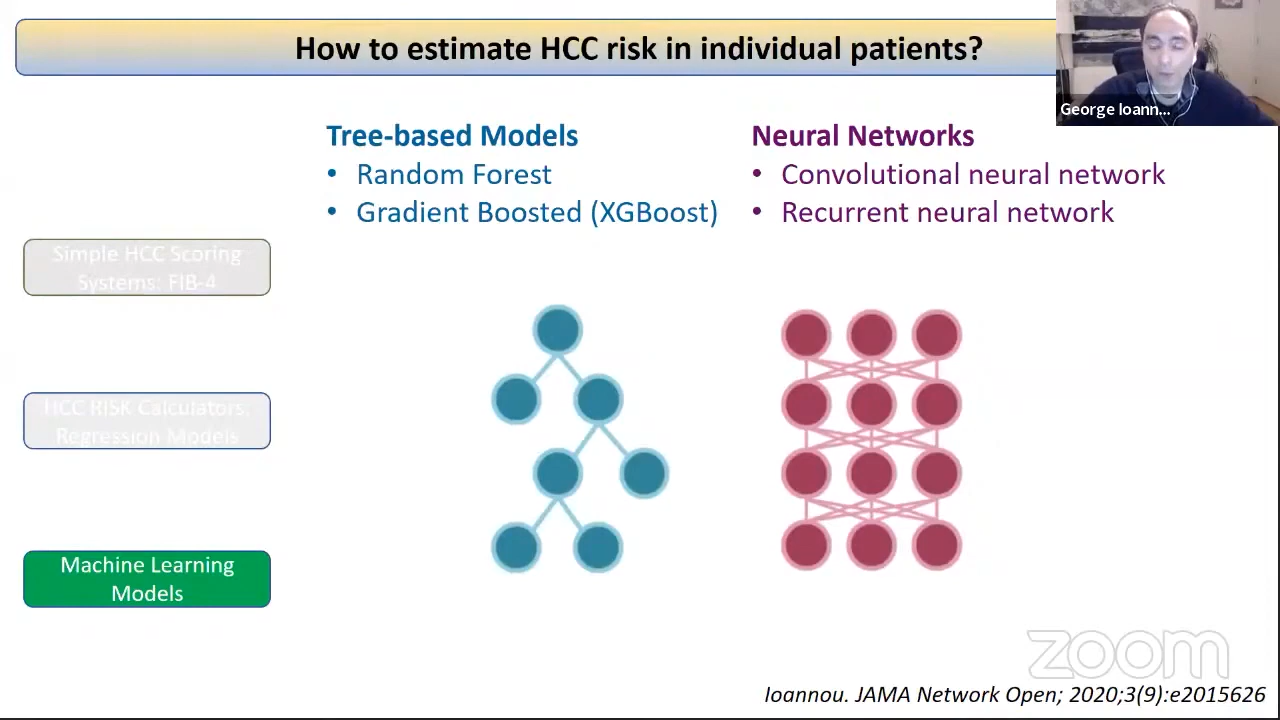 How to estimate HCC risk in individual patients?
George Ioann...
Tree-based Models
• Random Forest
• Gradient Boosted (XGBoost)
Neural Networks
• Convolutional neural network
• Recurrent neural network
Simple HCC Scoring
Systems: FIB-4
HCC RISK Calculators:
Regression Models
Machine Learning
Models
zoom
Ioannou. JAMA Network Open; 2020;3(9):e2015626